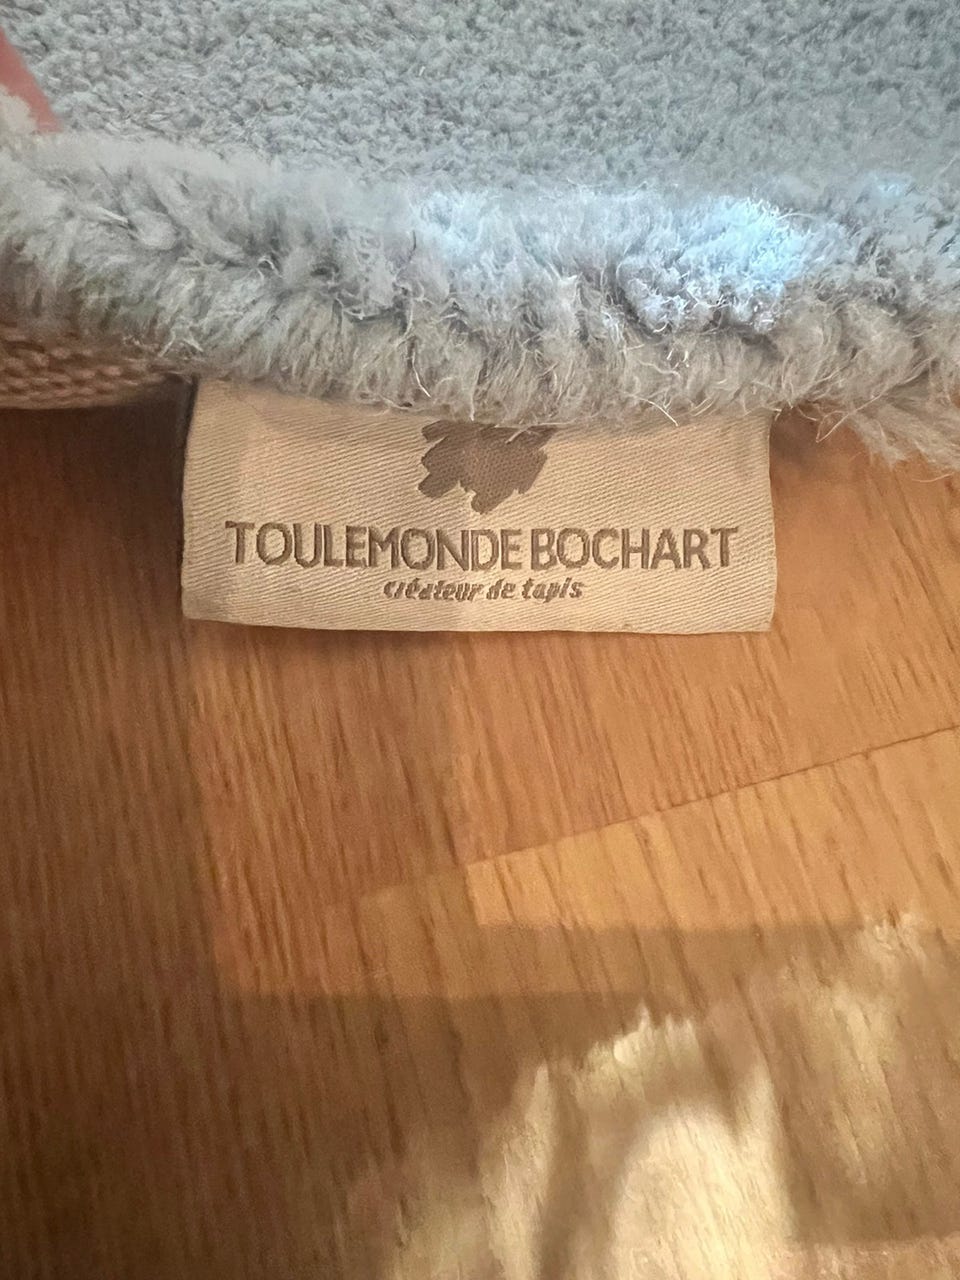 TOULEMONDE BOCHART
créateur de tapis